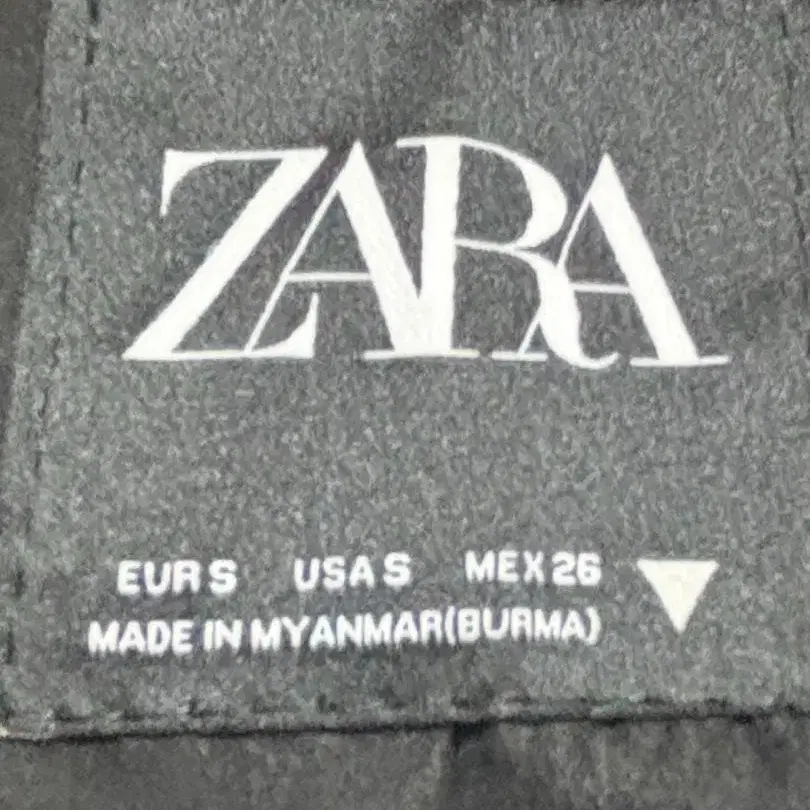 ZARA
EUR S USA S MEX 26
MADE IN MYANMAR(BURMA)